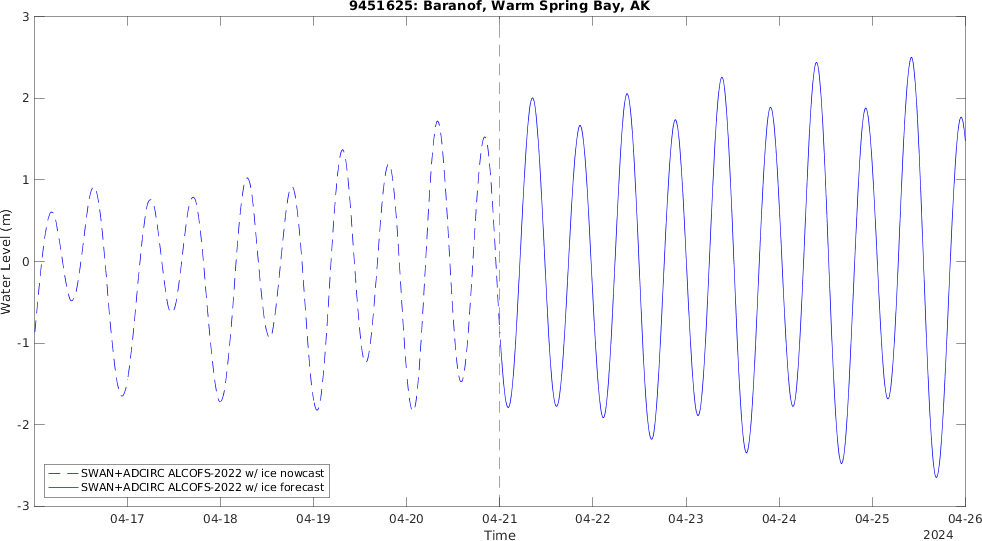 9451625: Baranof, Warm Spring Bay, AK
3
2
1
0
-1
-2
-3
Water Level (m)
SWAN+ADCIRC ALCOFS-2022 w/ ice nowcast
SWAN+ADCIRC ALCOFS-2022 w/ ice forecast
04-17 04-18 04-19 04-20 04-21 04-22 04-23 04-24 04-25 04-26
Time
2024